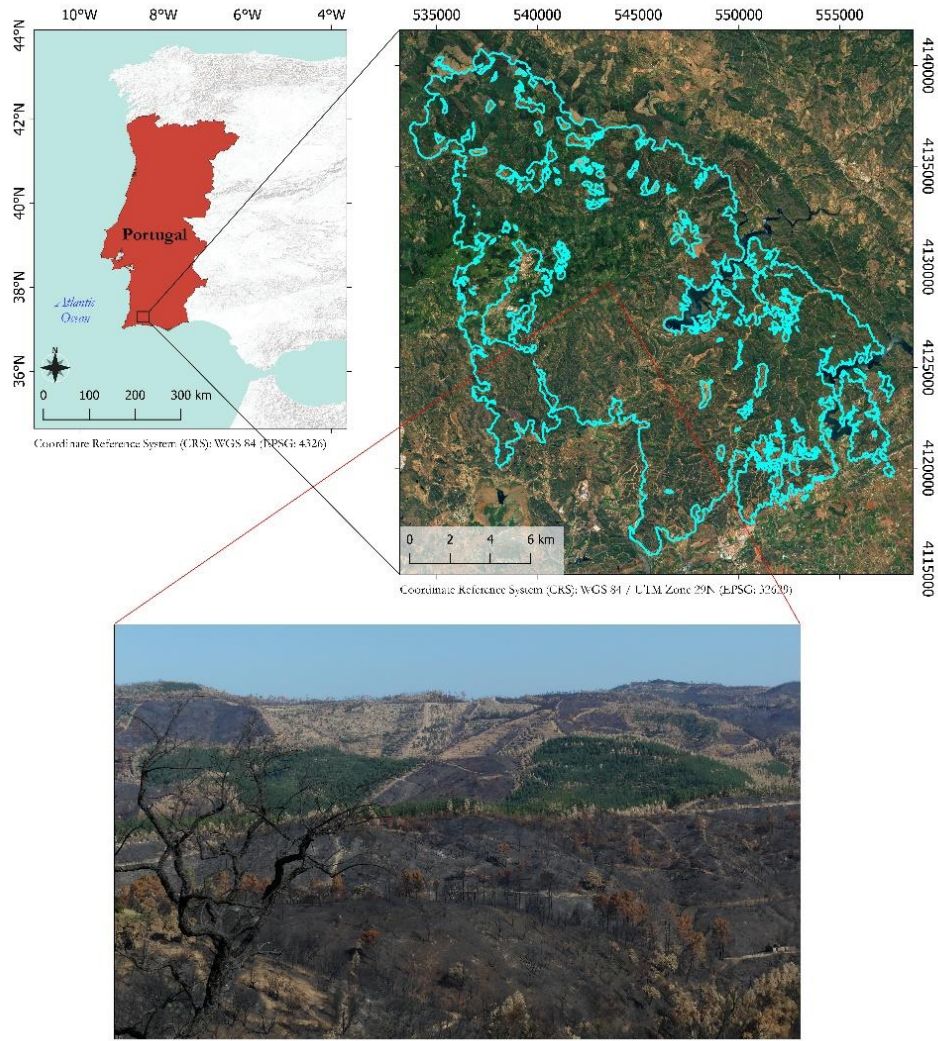 10°W 8°W 6°W 4°W
44°N
42°N
40°N
38°N
36°N
Portugal
Atlantic
Ocean
N
0 100 200 300 km
Coordinate Reference System (CRS): WGS 84 (EPSG: 4326)
535000 540000 545000 550000 555000
4140000
4135000
4130000
4125000
4120000
4115000
0 2 4 6 km
Coordinate Reference System (CRS): WGS 84 / UTM Zone 29N (EPSG: 32629)